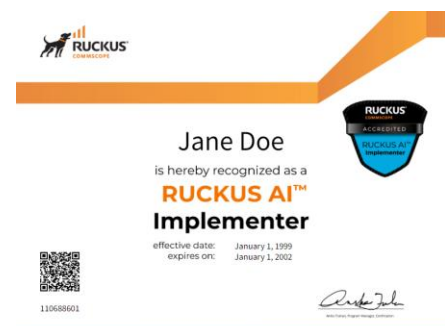 RUCKUS
COMMSCOPE
RUCKUS
COMMSCOPE
ACCREDITED
RUCKUS AI™
Implementer
Jane Doe
is hereby recognized as a
RUCKUS AI™
Implementer
effective date: January 1, 1999
expires on: January 1, 2002
110688601